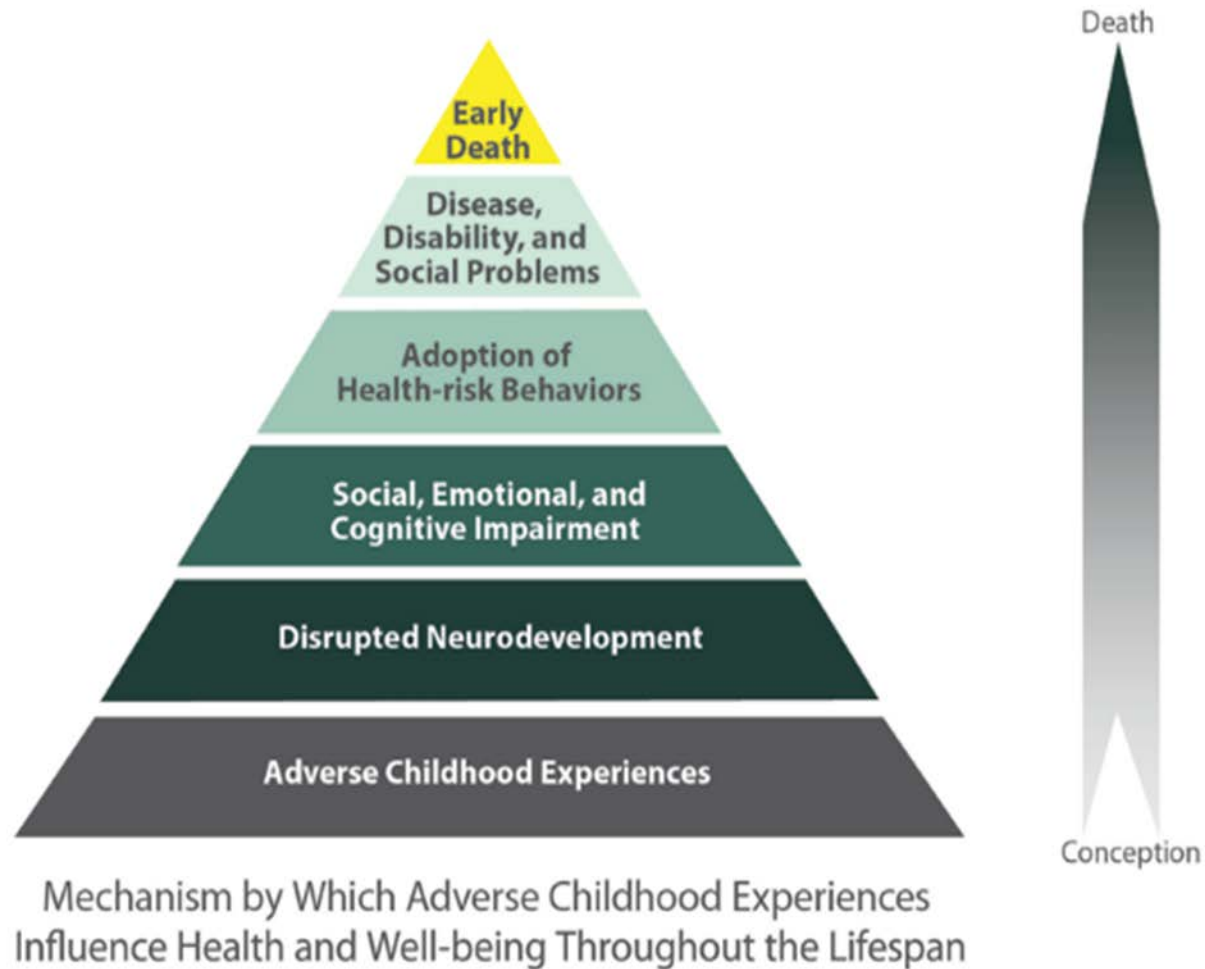 Death
Early
Death
Disease,
Disability, and
Social Problems
Adoption of
Health-risk Behaviors
Social, Emotional, and
Cognitive Impairment
Disrupted Neurodevelopment
Adverse Childhood Experiences
Conception
Mechanism by Which Adverse Childhood Experiences
Influence Health and Well-being Throughout the Lifespan